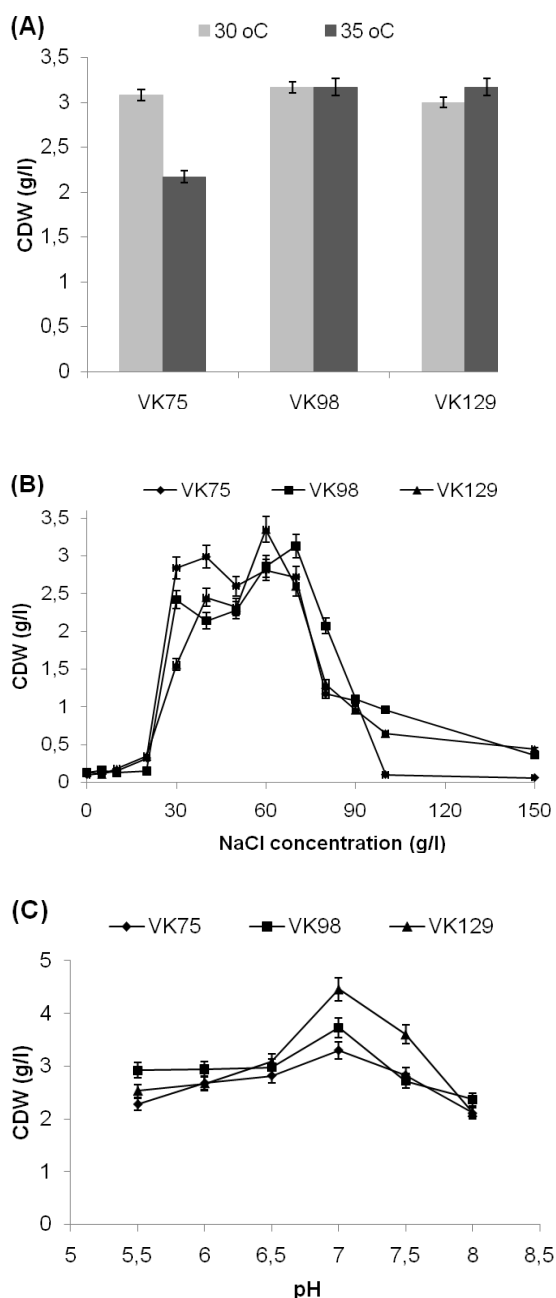 (A)
30 oC 35 oC
3,5
3
2,5
2
1,5
1
0,5
0
CDW (g/l)
VK75 VK98 VK129
(B)
VK75 VK98 VK129
3,5
3
2,5
2
1,5
1
0,5
0
CDW (g/l)
0 30 60 90 120 150
NaCl concentration (g/l)
(C)
VK75 VK98 VK129
5
4
3
2
1
0
CDW (g/l)
5 5,5 6 6,5 7 7,5 8 8,5
pH